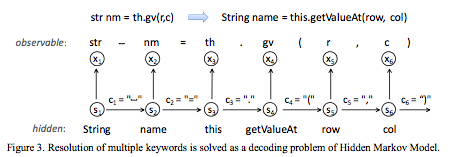 str nm = th.gv(r,c) String name = this.getValueAt(row, col)
observable: str – nm = th . gv ( r , c )
x₁ x₂ x₃ x₄ x₅ x₆
c₁ = "–" c₂ = "=" c₃ = "." c₄ = "(" c₅ = "," c₆ = ")"
s₁ s₂ s₃ s₄ s₅ s₆
hidden: String name this getValueAt row col
Figure 3. Resolution of multiple keywords is solved as a decoding problem of Hidden Markov Model.